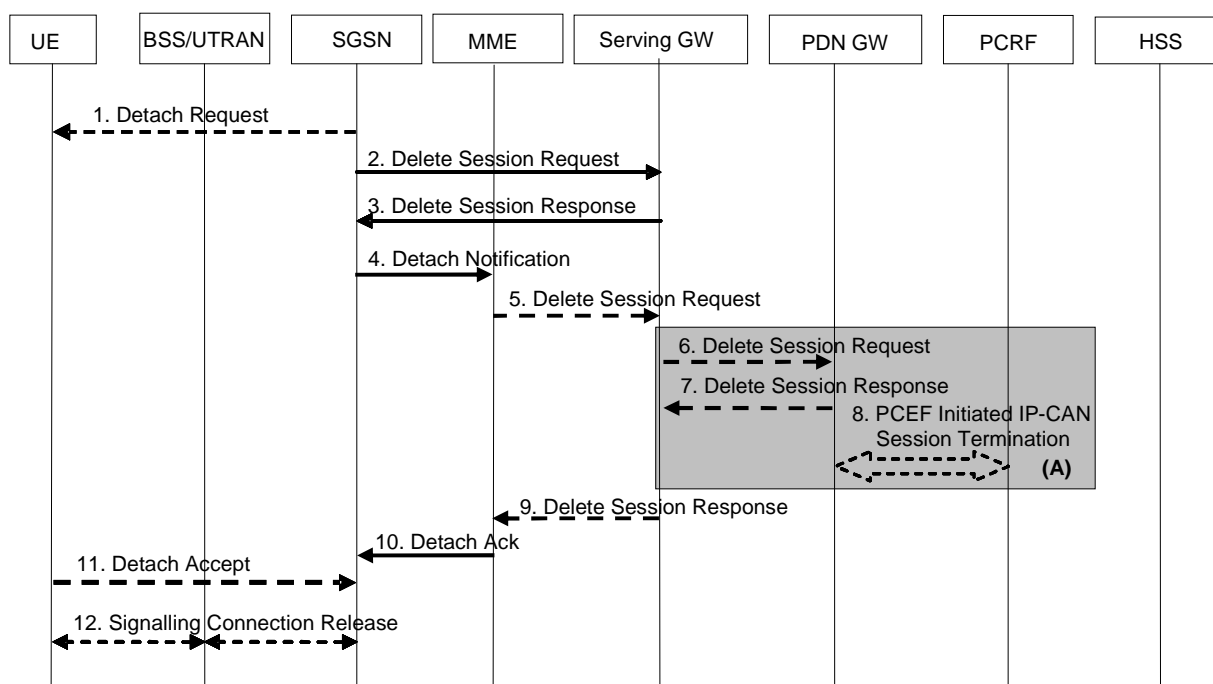 UE
BSS/UTRAN
SGSN
MME
Serving GW
PDN GW
PCRF
HSS
1. Detach Request
2. Delete Session Request
3. Delete Session Response
4. Detach Notification
5. Delete Session Request
6. Delete Session Request
7. Delete Session Response
8. PCEF Initiated IP-CAN
Session Termination
(A)
9. Delete Session Response
10. Detach Ack
11. Detach Accept
12. Signalling Connection Release